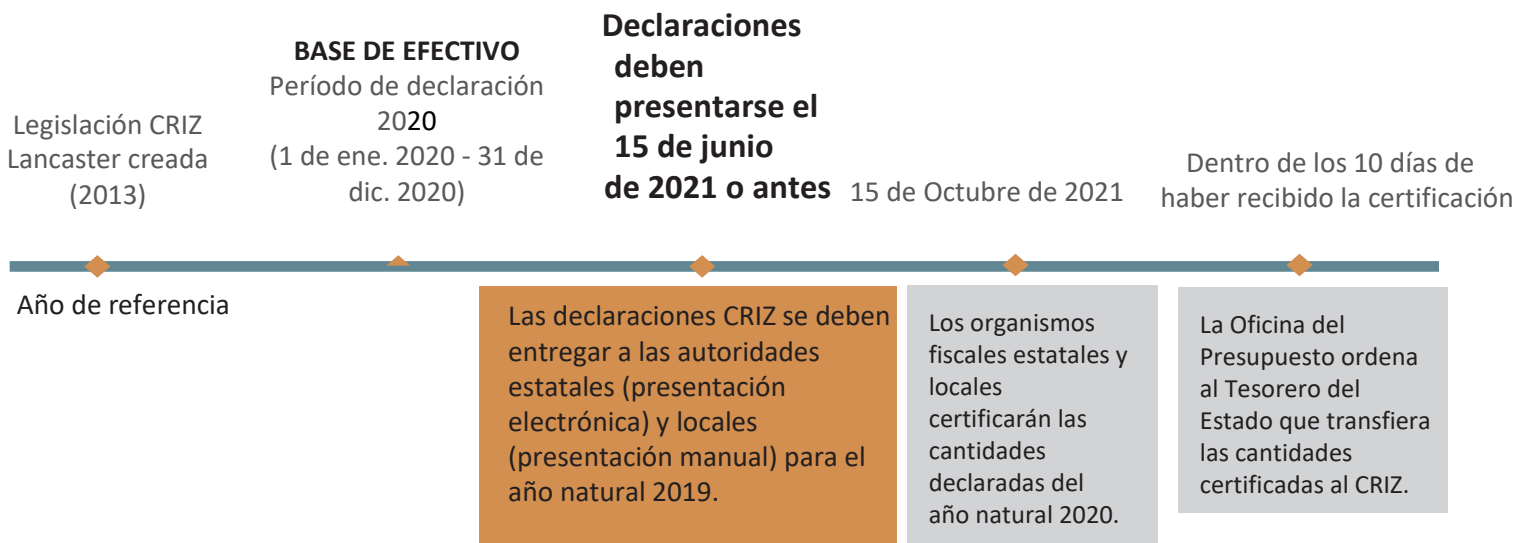 Legislación CRIZ
Lancaster creada
(2013)
BASE DE EFECTIVO
Período de declaración
2020
(1 de ene. 2020 - 31 de
dic. 2020)
Declaraciones
deben
presentarse el
15 de junio
de 2021 o antes
15 de Octubre de 2021
Dentro de los 10 días de
haber recibido la certificación
Año de referencia
Las declaraciones CRIZ se deben
entregar a las autoridades
estatales (presentación
electrónica) y locales
(presentación manual) para el
año natural 2019.
Los organismos
fiscales estatales y
locales
certificarán las
cantidades
declaradas del
año natural 2020.
La Oficina del
Presupuesto ordena
al Tesorero del
Estado que transfiera
las cantidades
certificadas al CRIZ.